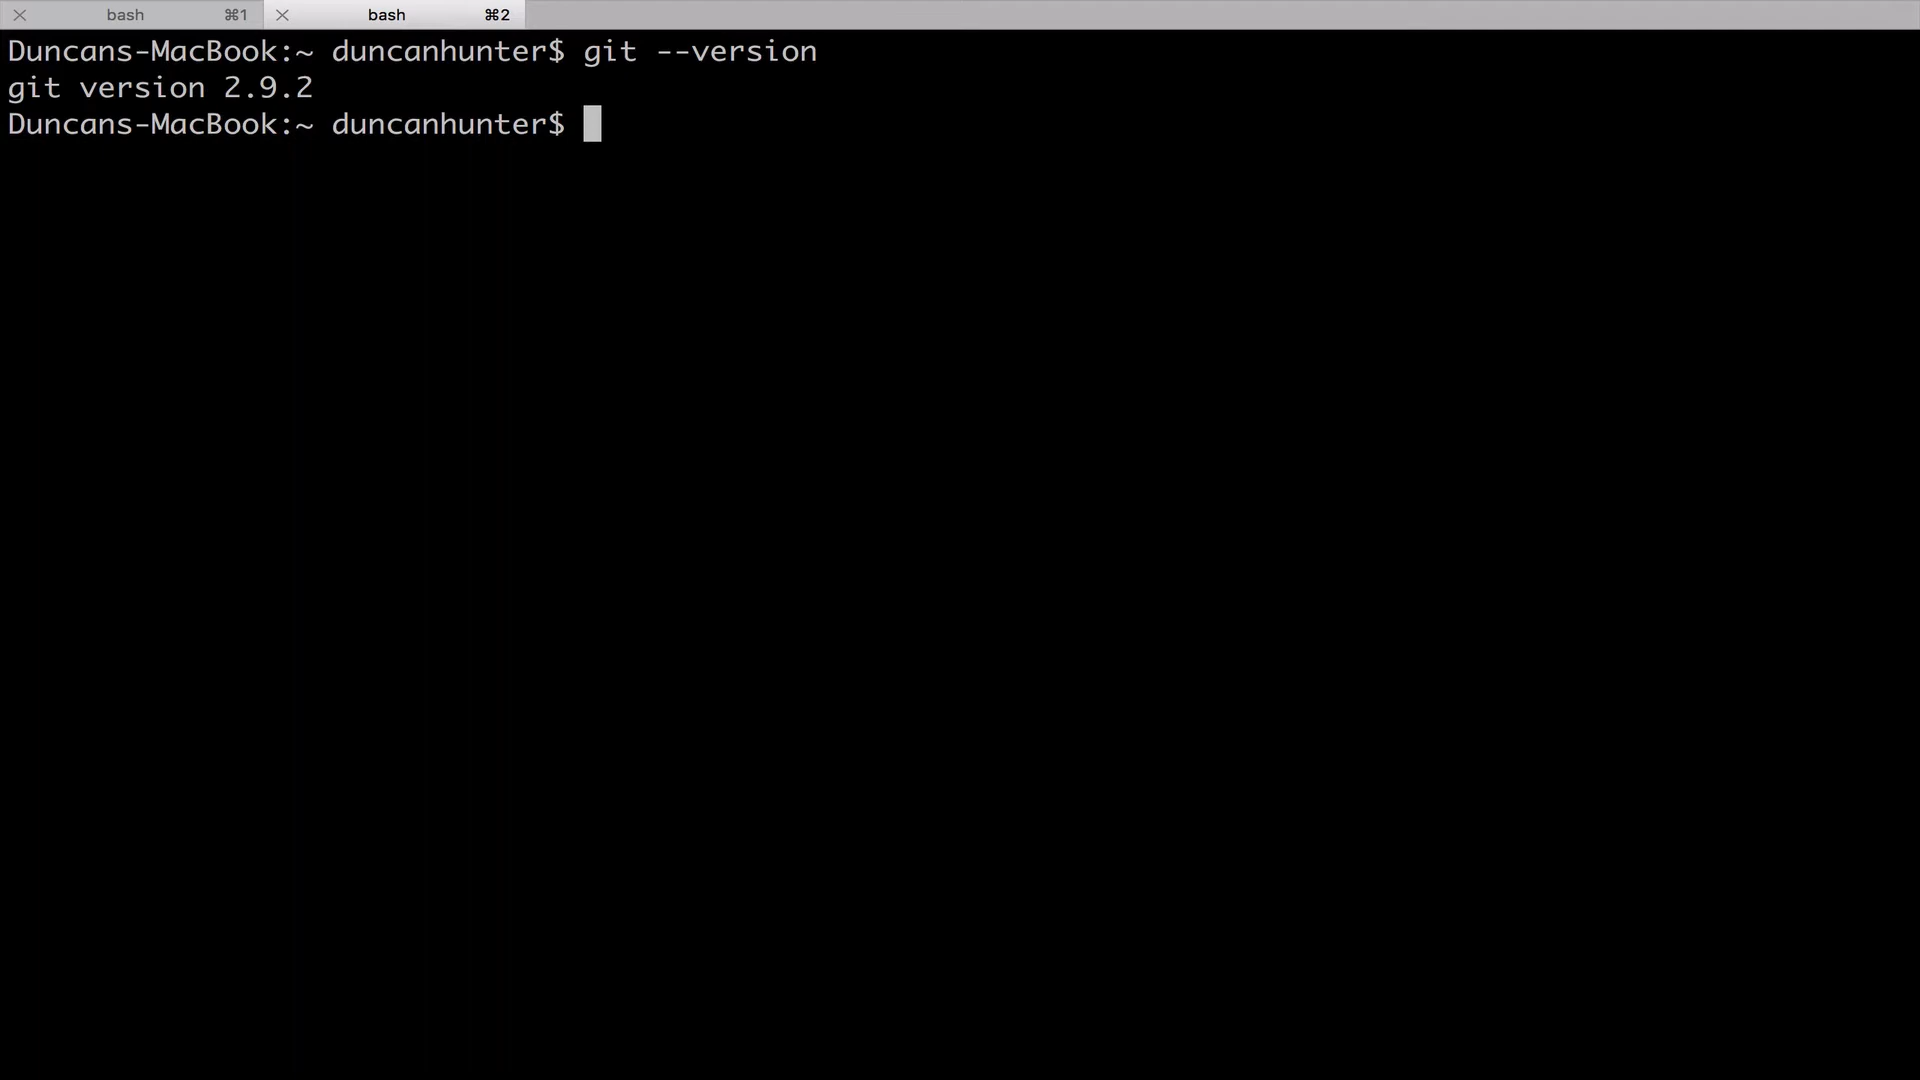 bash ⌘1 bash ⌘2
Duncans-MacBook:~ duncanhunter$ git --version
git version 2.9.2
Duncans-MacBook:~ duncanhunter$